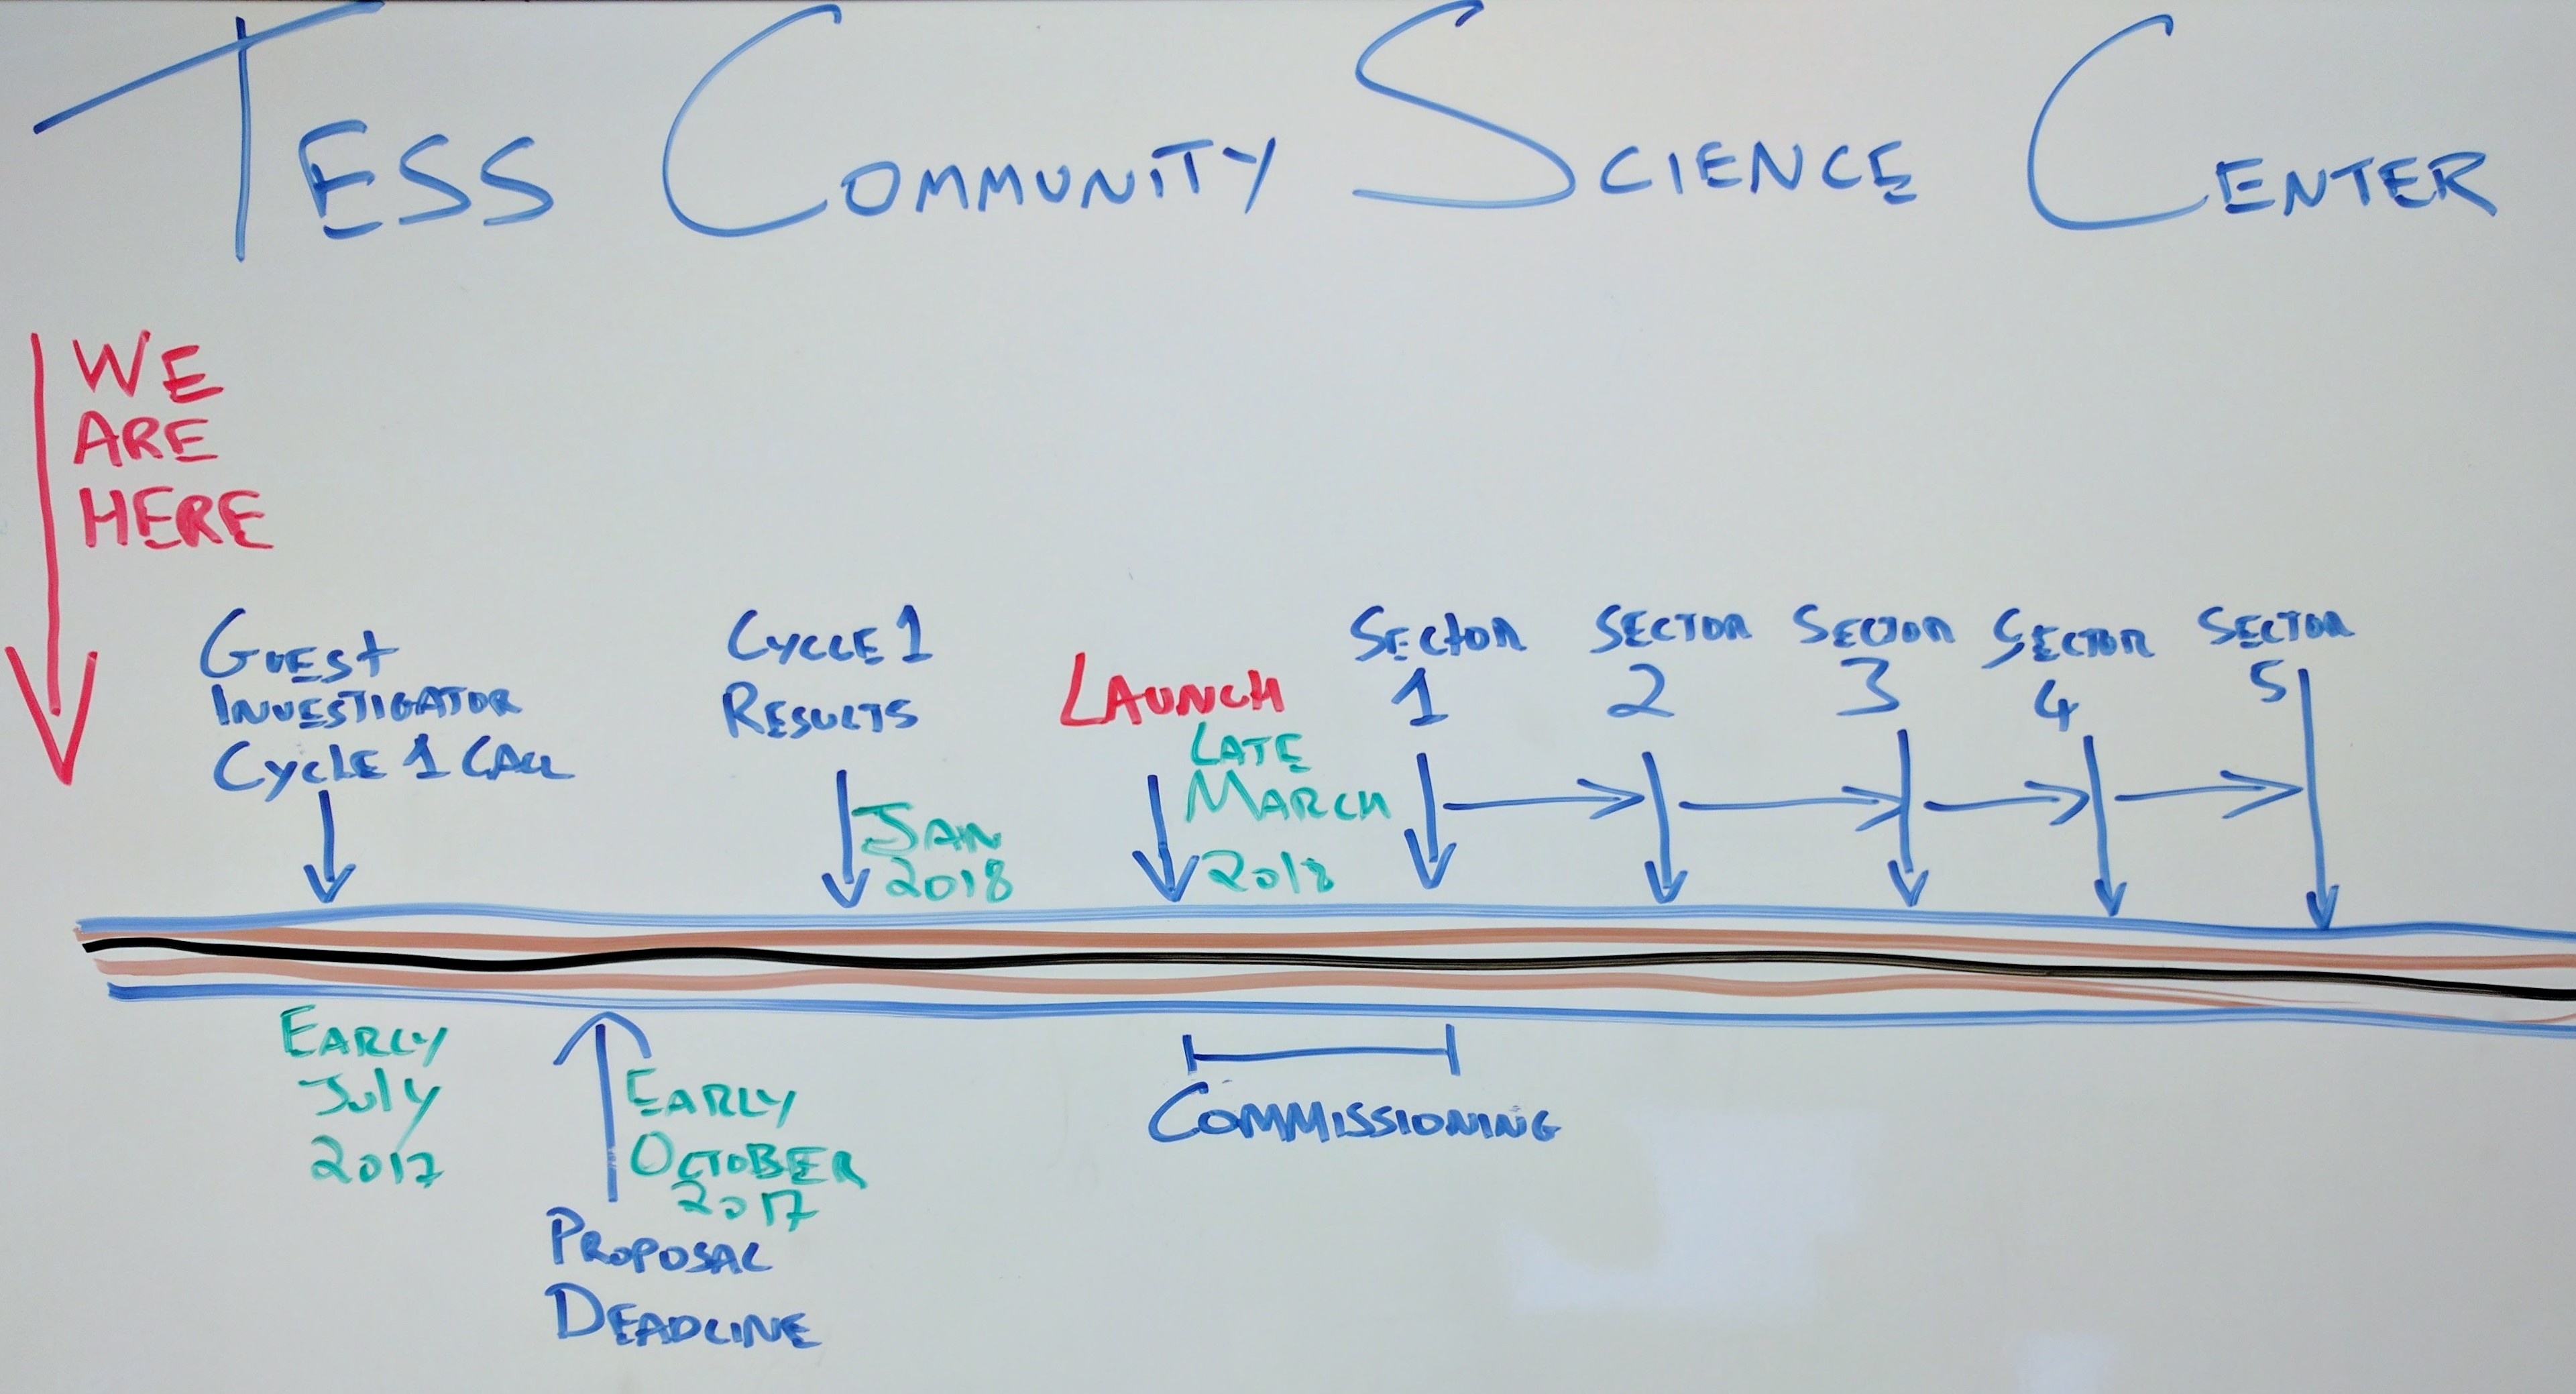 TESS COMMUNITY SCIENCE CENTER
WE
ARE
HERE
GUEST
INVESTIGATOR
CYCLE 1 CALL
CYCLE 1
RESULTS
JAN
2018
LAUNCH
LATE
MARCH
2018
SECTOR
1
SECTOR
2
SECTOR
3
SECTOR
4
SECTOR
5
EARLY
JULY
2017
EARLY
OCTOBER
2017
PROPOSAL
DEADLINE
COMMISSIONING